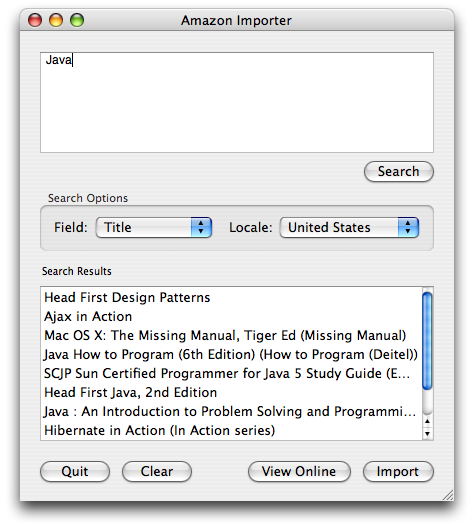 Amazon Importer
Java
Search
Search Options
Field: Title Locale: United States
Search Results
Head First Design Patterns
Ajax in Action
Mac OS X: The Missing Manual, Tiger Ed (Missing Manual)
Java How to Program (6th Edition) (How to Program (Deitel))
SCJP Sun Certified Programmer for Java 5 Study Guide (E...
Head First Java, 2nd Edition
Java : An Introduction to Problem Solving and Programmi...
Hibernate in Action (In Action series)
Quit Clear View Online Import